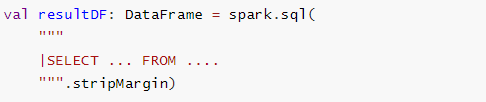 val resultDF: DataFrame = spark.sql(
    """
    |SELECT ... FROM ....
    """.stripMargin)